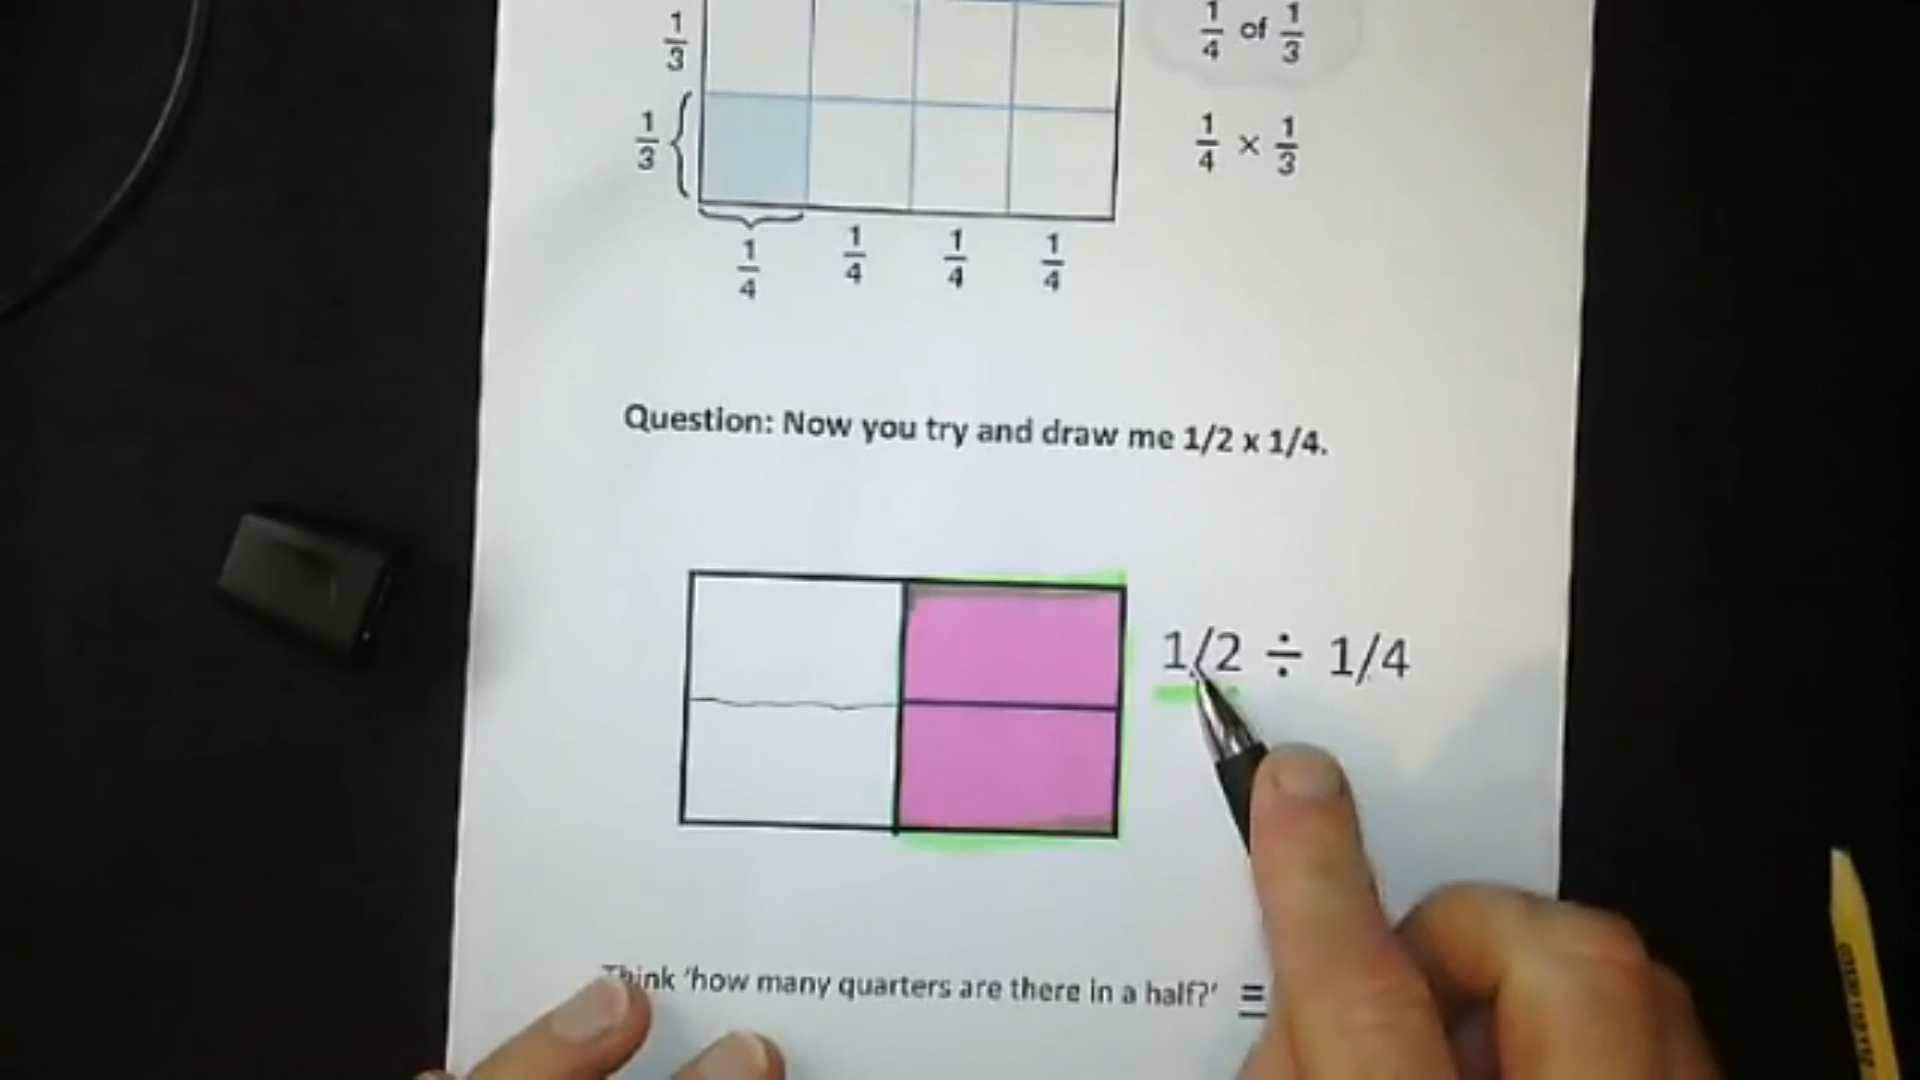 1/3
1/4 of 1/3
1/3
1/4 × 1/3
1/4 1/4 1/4 1/4
Question: Now you try and draw me 1/2 x 1/4.
1/2 ÷ 1/4
Think ‘how many quarters are there in a half?’ =